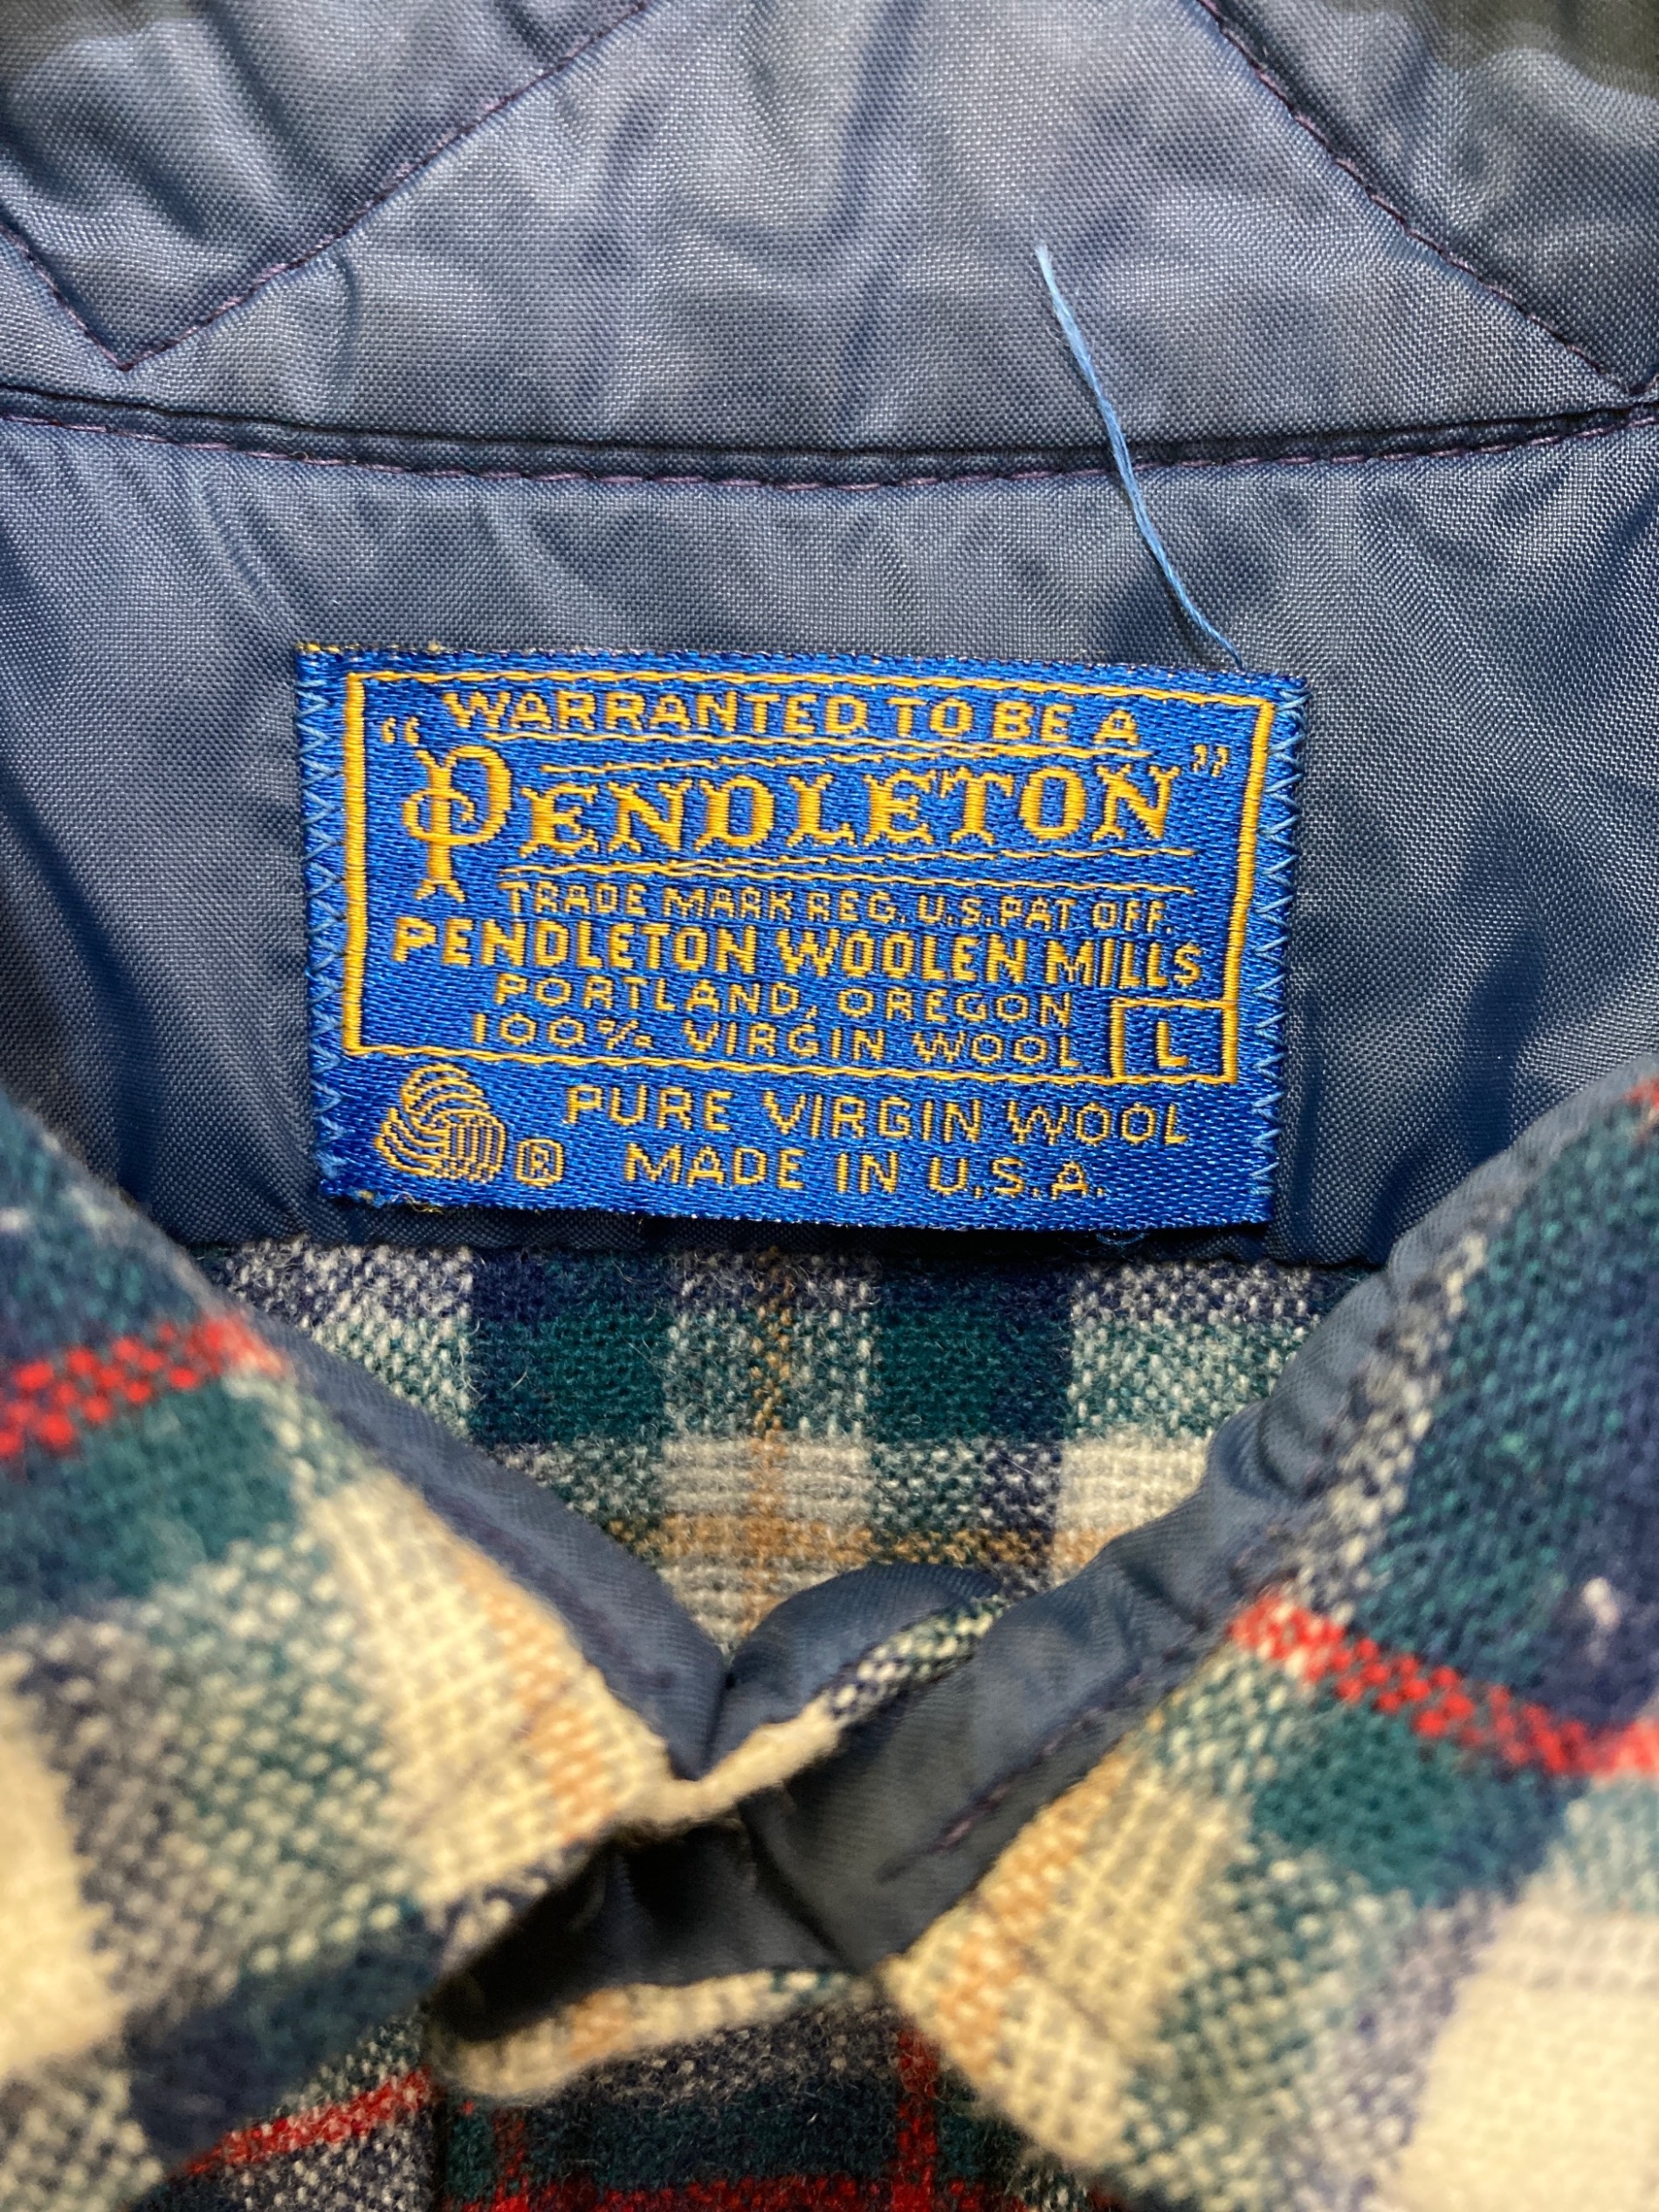 WARRANTED TO BE A
"PENDLETON"
TRADE MARK REG. U.S. PAT OFF.
PENDLETON WOOLEN MILLS
PORTLAND, OREGON
100% VIRGIN WOOL L
PURE VIRGIN WOOL
® MADE IN U.S.A.